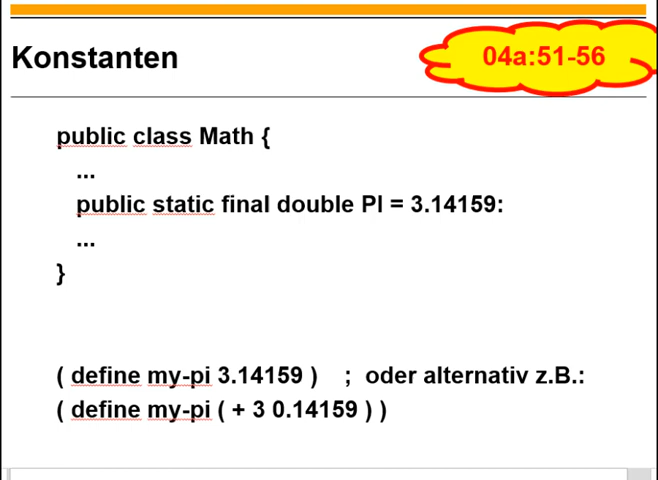 Konstanten
04a:51-56
public class Math {
...
public static final double PI = 3.14159:
...
}
( define my-pi 3.14159 ) ; oder alternativ z.B.:
( define my-pi ( + 3 0.14159 ) )